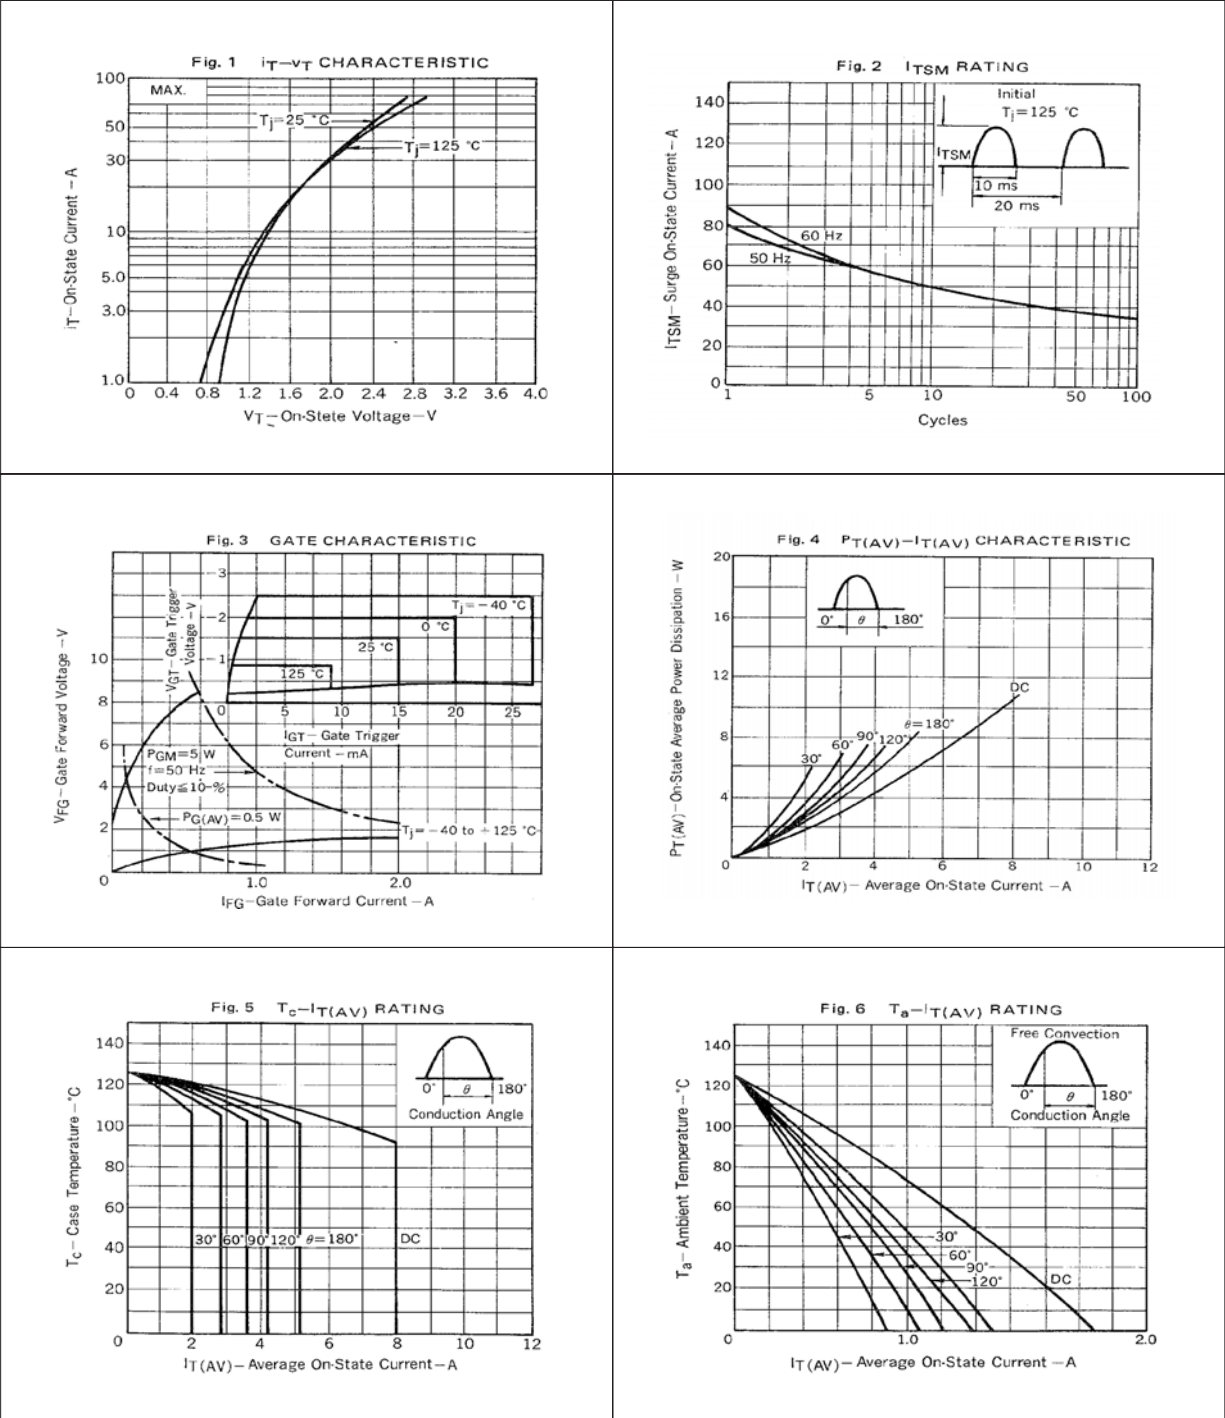 Fig. 1 iT–vT CHARACTERISTIC
MAX.
Tj=25 °C
Tj=125 °C
iT–On-State Current –A
100
50
30
10
5.0
3.0
1.0
0 0.4 0.8 1.2 1.6 2.0 2.4 2.8 3.2 3.6 4.0
VT–On-Stete Voltage–V
Fig. 2 ITSM RATING
Initial
Tj=125 °C
ITSM
10 ms
20 ms
60 Hz
50 Hz
ITSM–Surge On-State Current–A
140
120
100
80
60
40
20
0
1 5 10 50 100
Cycles
Fig. 3 GATE CHARACTERISTIC
VGT–Gate Trigger
Voltage–V
3
2
1
0 5 10 15 20 25
Tj=–40 °C
0 °C
25 °C
125 °C
IGT–Gate Trigger
Current–mA
PGM=5 W
f=50 Hz
Duty≦10-%
PG(AV)=0.5 W
Tj=–40 to +125 °C
VFG–Gate Forward Voltage–V
10
8
6
4
2
0 1.0 2.0
IFG–Gate Forward Current–A
Fig. 4 PT(AV)–IT(AV) CHARACTERISTIC
0° θ 180°
DC
θ=180°
120°
90°
60°
30°
PT(AV)–On-State Average Power Dissipation–W
20
16
12
8
4
0 2 4 6 8 10 12
IT(AV)–Average On-State Current–A
Fig. 5 Tc–IT(AV) RATING
0° θ 180°
Conduction Angle
30° 60° 90° 120° θ=180° DC
Tc–Case Temperature–°C
140
120
100
80
60
40
20
0 2 4 6 8 10 12
IT(AV)–Average On-State Current–A
Fig. 6 Ta–IT(AV) RATING
Free Convection
0° θ 180°
Conduction Angle
30°
60°
90°
120°
DC
Ta–Ambient Temperature–°C
140
120
100
80
60
40
20
0 1.0 2.0
IT(AV)–Average On-State Current–A